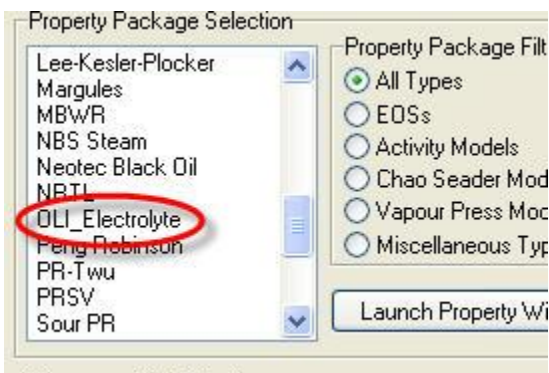 Property Package Selection
Lee-Kesler-Plocker
Margules
MBWR
NBS Steam
Neotec Black Oil
NRTL
OLI_Electrolyte
Peng Robinson
PR-Twu
PRSV
Sour PR
Property Package Filt
All Types
EOSs
Activity Models
Chao Seader Mod
Vapour Press Mod
Miscellaneous Typ
Launch Property Wi